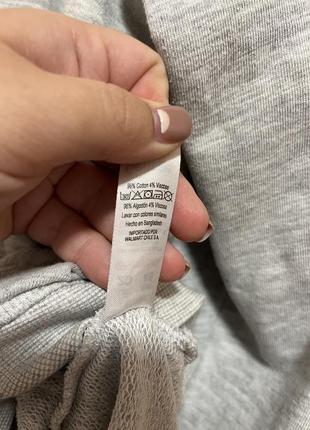 96% Cotton 4% Viscose
96% Algodón 4% Viscosa
Lavar con colores similares
Hecho en Bangladesh
IMPORTADO POR
WALMART CHILE S.A